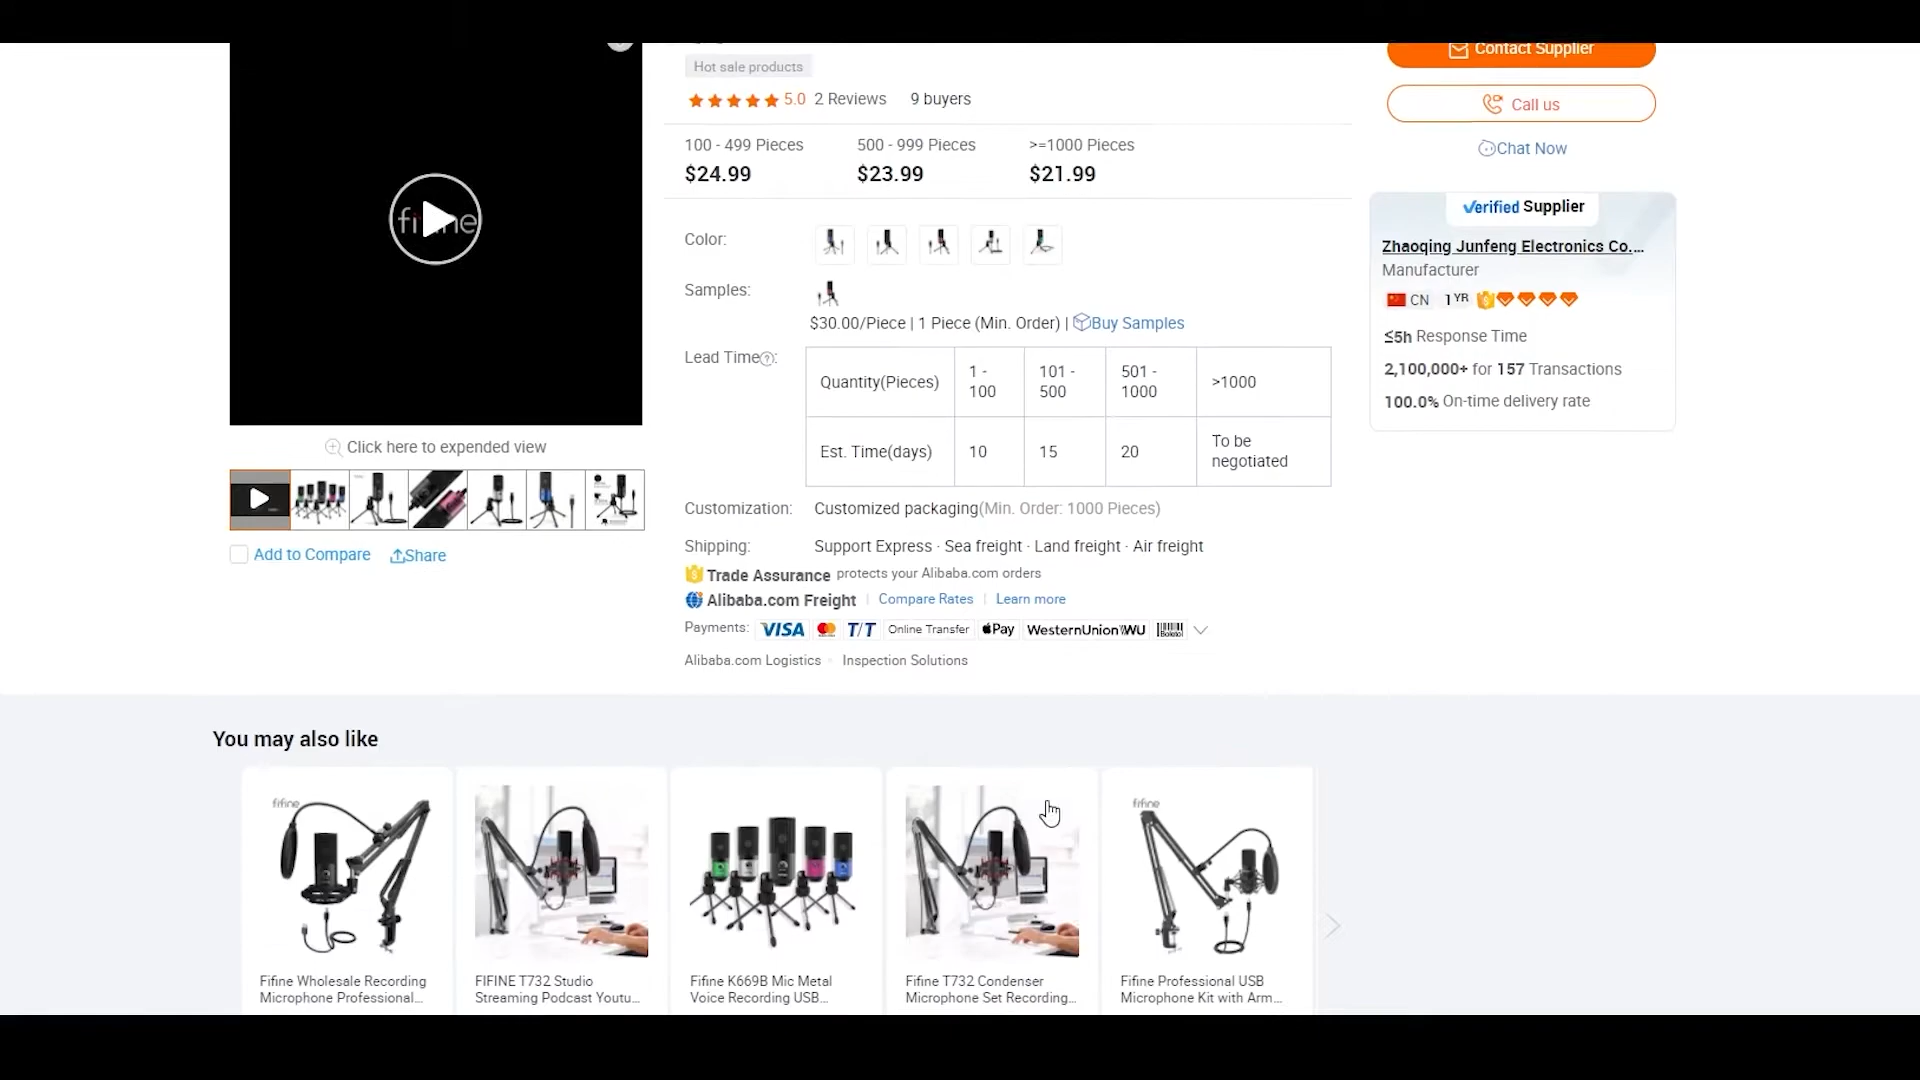 Contact Supplier
Hot sale products
5.0 2 Reviews 9 buyers
Call us
100 - 499 Pieces 500 - 999 Pieces >=1000 Pieces
$24.99 $23.99 $21.99
Chat Now
Verified Supplier
Color:
Zhaoqing Junfeng Electronics Co....
Manufacturer
CN 1 YR
Samples:
$30.00/Piece | 1 Piece (Min. Order) | Buy Samples
≤5h Response Time
Lead Time:
2,100,000+ for 157 Transactions
100.0% On-time delivery rate
Quantity(Pieces) 1 - 100 101 - 500 501 - 1000 >1000
Est. Time(days) 10 15 20 To be negotiated
Click here to expended view
Customization: Customized packaging(Min. Order: 1000 Pieces)
Shipping: Support Express · Sea freight · Land freight · Air freight
Add to Compare Share
Trade Assurance protects your Alibaba.com orders
Alibaba.com Freight | Compare Rates | Learn more
Payments: VISA T/T Online Transfer Pay WesternUnion WU Boleto
Alibaba.com Logistics Inspection Solutions
You may also like
fifine
fifine
Fifine Wholesale Recording
Microphone Professional...
FIFINE T732 Studio
Streaming Podcast Youtu...
Fifine K669B Mic Metal
Voice Recording USB...
Fifine T732 Condenser
Microphone Set Recording...
Fifine Professional USB
Microphone Kit with Arm...